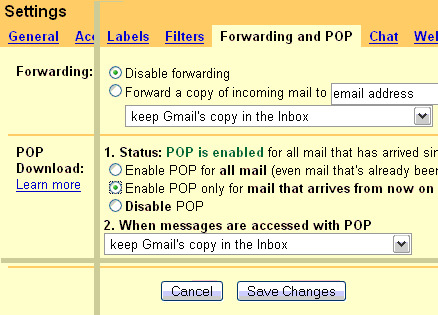 Settings
General Acc Labels Filters Forwarding and POP Chat Web
Forwarding: Disable forwarding
Forward a copy of incoming mail to email address
keep Gmail's copy in the Inbox
POP Download: 1. Status: POP is enabled for all mail that has arrived sin
Learn more Enable POP for all mail (even mail that's already been
Enable POP only for mail that arrives from now on
Disable POP
2. When messages are accessed with POP
keep Gmail's copy in the Inbox
Cancel Save Changes